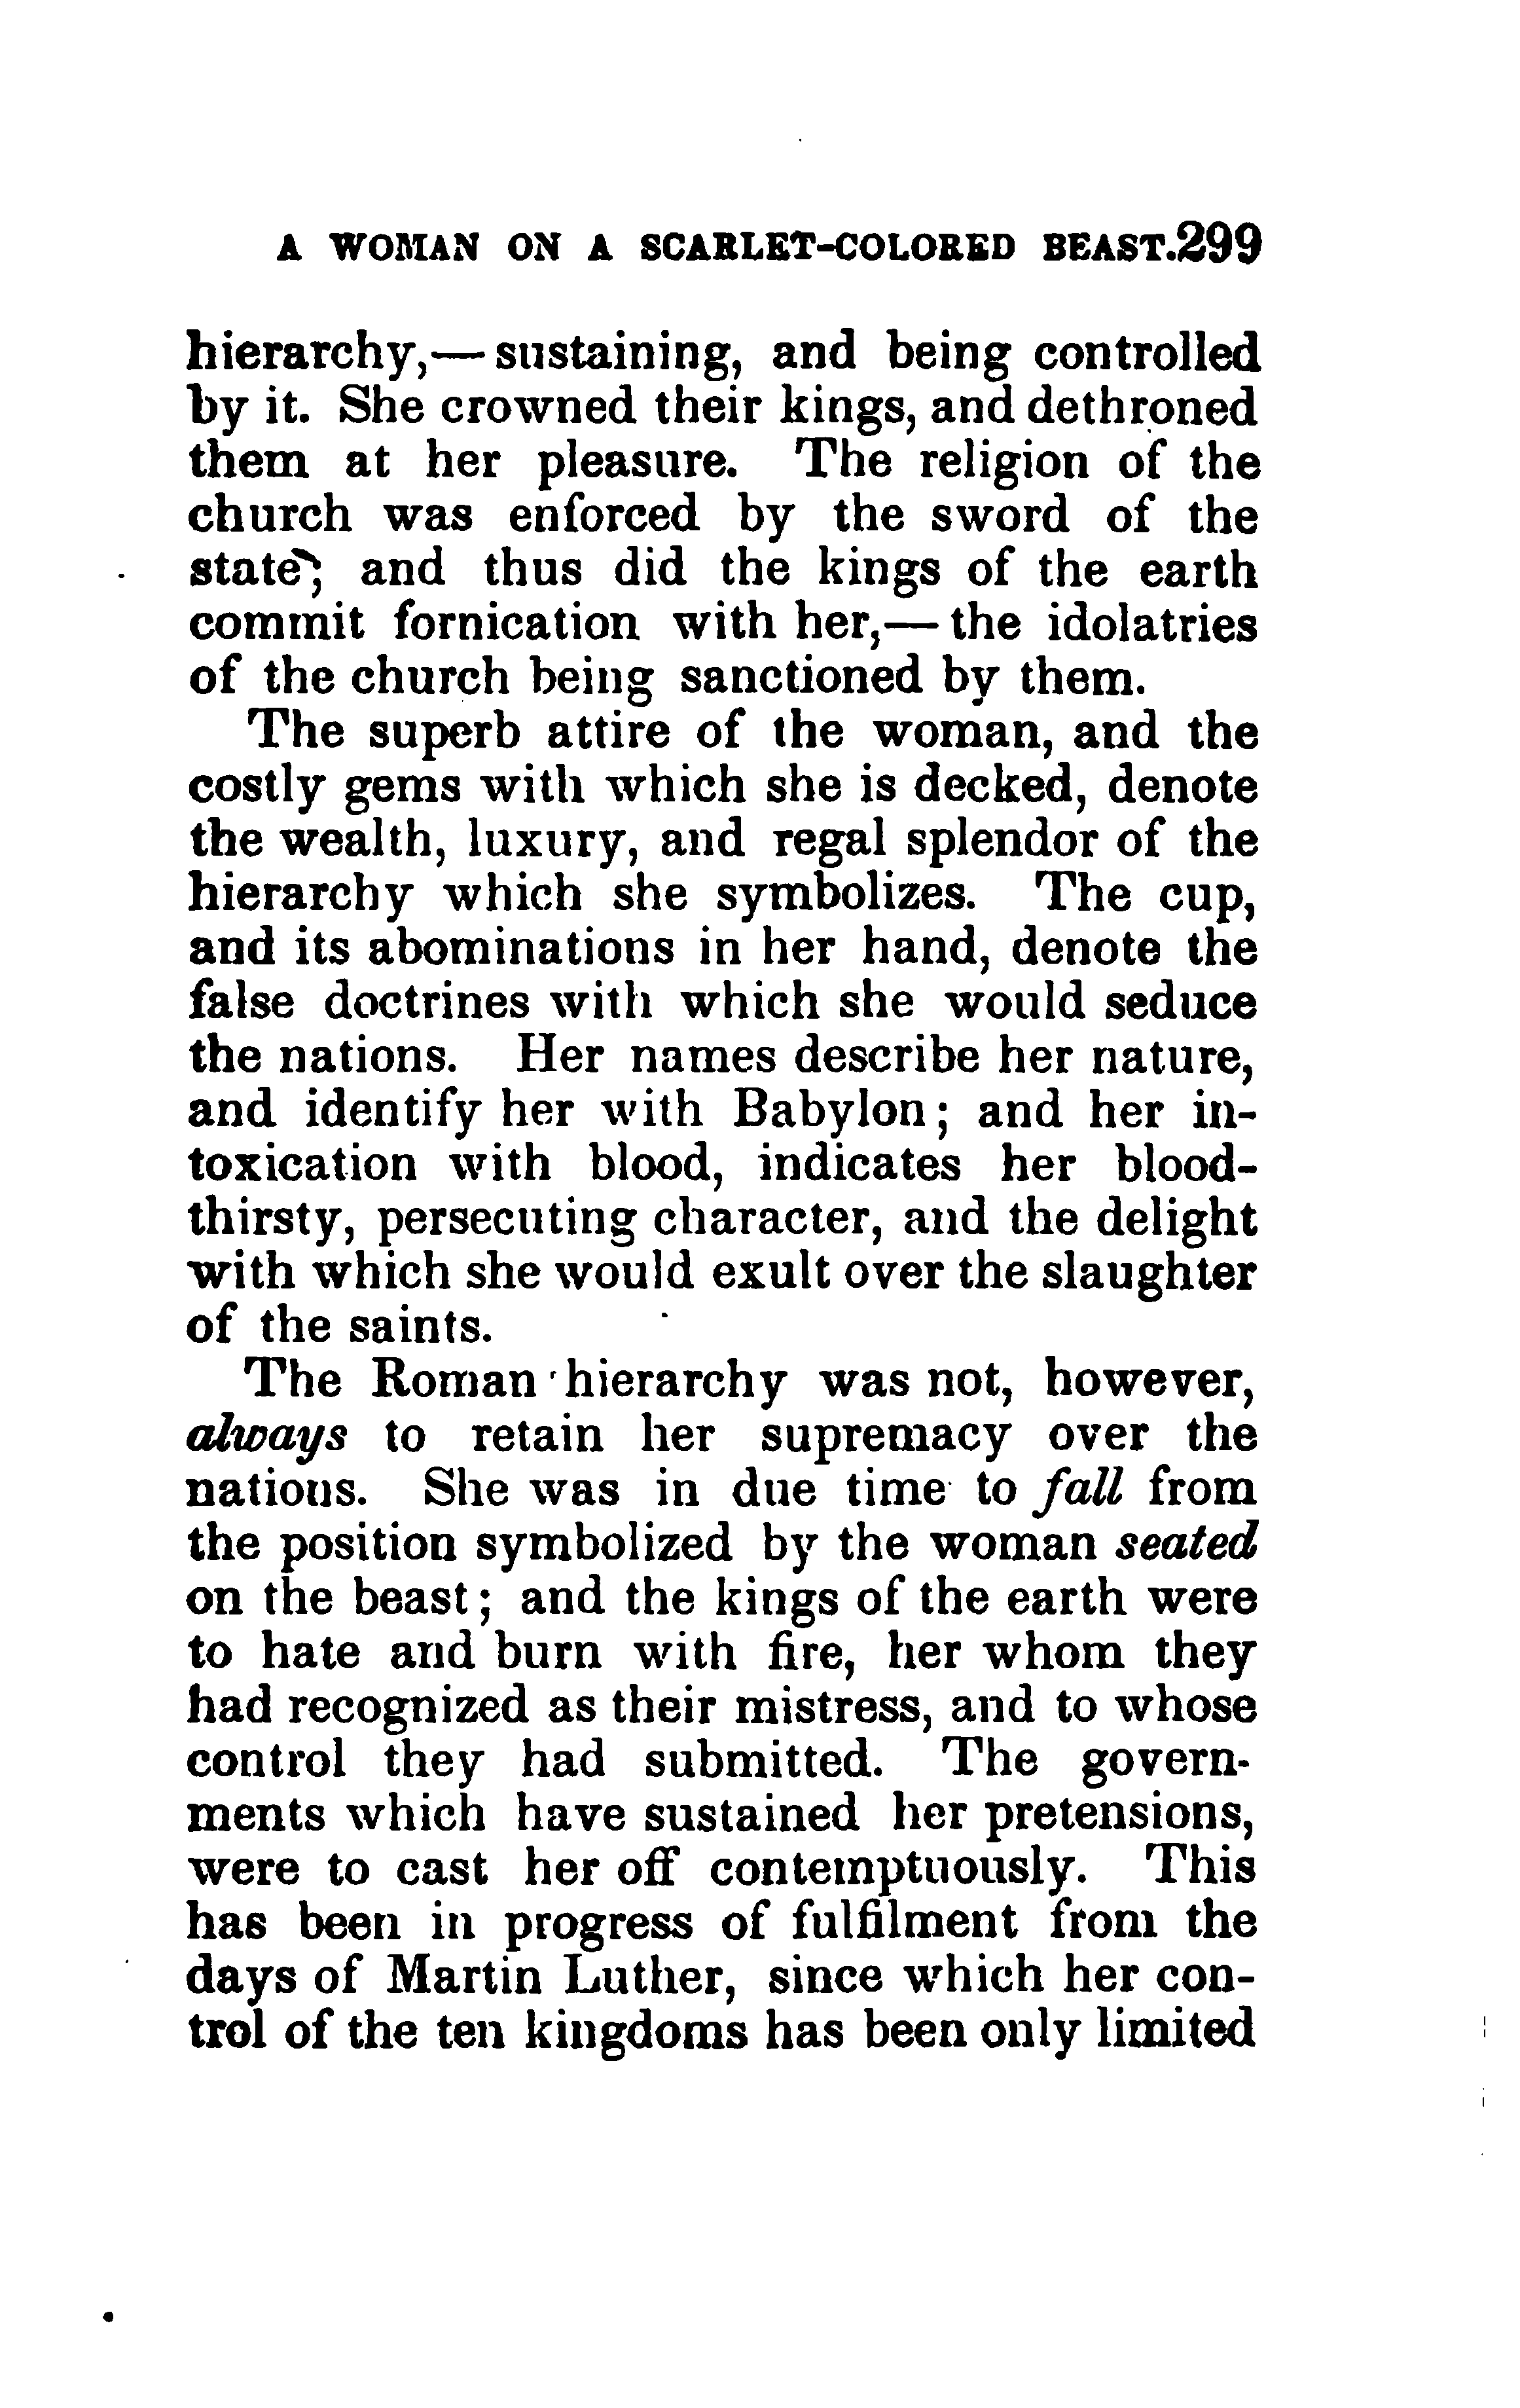 A WOMAN ON A SCARLET-COLORED BEAST. 299
hierarchy,— sustaining, and being controlled
by it. She crowned their kings, and dethroned
them at her pleasure. The religion of the
church was enforced by the sword of the
state; and thus did the kings of the earth
commit fornication with her,— the idolatries
of the church being sanctioned by them.
The superb attire of the woman, and the
costly gems with which she is decked, denote
the wealth, luxury, and regal splendor of the
hierarchy which she symbolizes. The cup,
and its abominations in her hand, denote the
false doctrines with which she would seduce
the nations. Her names describe her nature,
and identify her with Babylon; and her in-
toxication with blood, indicates her blood-
thirsty, persecuting character, and the delight
with which she would exult over the slaughter
of the saints.
The Roman hierarchy was not, however,
always to retain her supremacy over the
nations. She was in due time to fall from
the position symbolized by the woman seated
on the beast; and the kings of the earth were
to hate and burn with fire, her whom they
had recognized as their mistress, and to whose
control they had submitted. The govern-
ments which have sustained her pretensions,
were to cast her off contemptuously. This
has been in progress of fulfilment from the
days of Martin Luther, since which her con-
trol of the ten kingdoms has been only limited